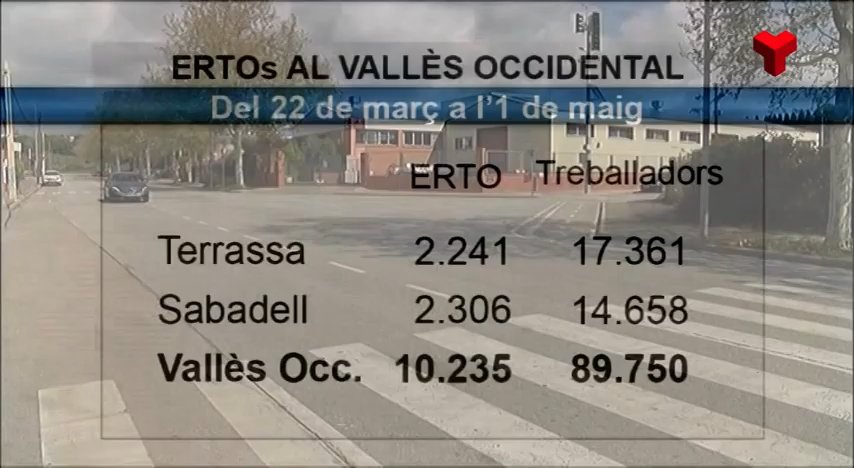 ERTOs AL VALLÈS OCCIDENTAL
Del 22 de març a l'1 de maig
ERTO Treballadors
Terrassa 2.241 17.361
Sabadell 2.306 14.658
Vallès Occ. 10.235 89.750